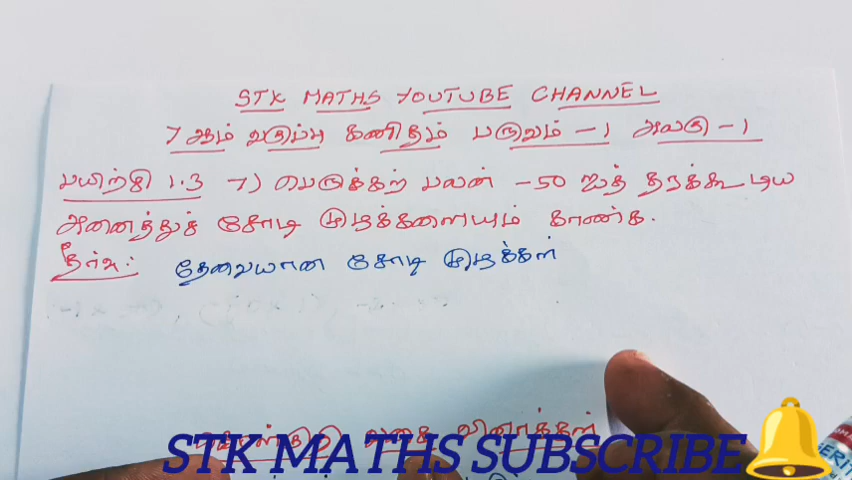 STK MATHS YOUTUBE CHANNEL
7 ஆம் வகுப்பு கணிதம் பருவம் -1 அலகு -1
பயிற்சி 1.3 7) பெருக்கற் பலன் -50 ஐத் தரக்கூடிய
அனைத்துச் சோடி முழுக்களையும் காண்க.
தீர்வு: தேவையான சோடி முழுக்கள்
வினாக்கள்
STK MATHS SUBSCRIBE